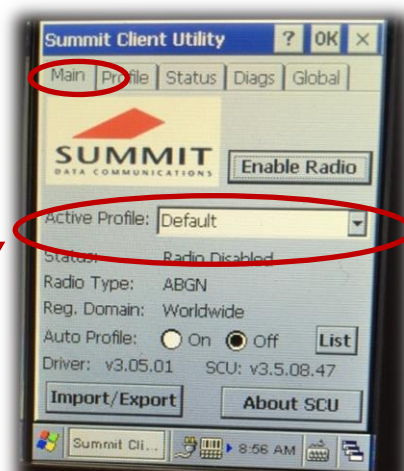 Summit Client Utility ? OK ×
Main Profile Status Diags Global
SUMMIT
DATA COMMUNICATIONS
Enable Radio
Active Profile: Default
Status: Radio Disabled
Radio Type: ABGN
Reg. Domain: Worldwide
Auto Profile: On Off List
Driver: v3.05.01 SCU: v3.5.08.47
Import/Export About SCU
Summit Cli... 8:56 AM